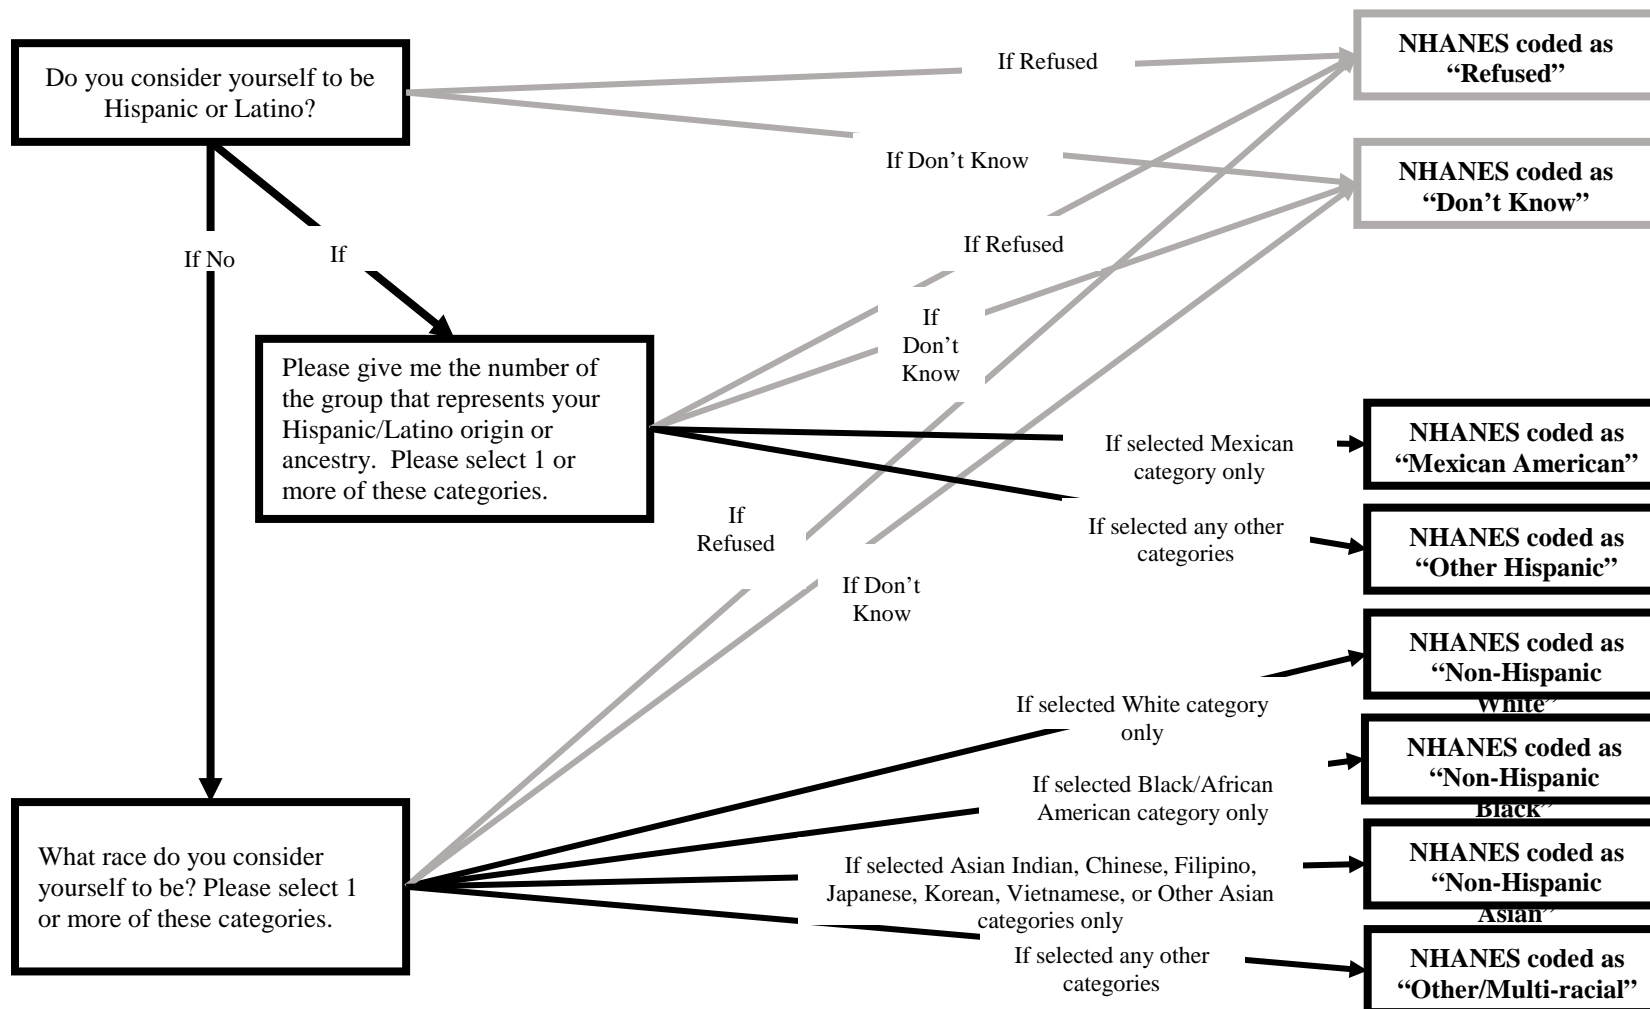 Do you consider yourself to be
Hispanic or Latino?
If Refused
NHANES coded as
“Refused”
If Don’t Know
NHANES coded as
“Don’t Know”
If No
If
If Refused
Please give me the number of
the group that represents your
Hispanic/Latino origin or
ancestry.  Please select 1 or
more of these categories.
If
Don’t
Know
If selected Mexican
category only
NHANES coded as
“Mexican American”
If selected any other
categories
NHANES coded as
“Other Hispanic”
If
Refused
If Don’t
Know
If selected White category
only
NHANES coded as
“Non-Hispanic
White”
If selected Black/African
American category only
NHANES coded as
“Non-Hispanic
Black”
What race do you consider
yourself to be? Please select 1
or more of these categories.
If selected Asian Indian, Chinese, Filipino,
Japanese, Korean, Vietnamese, or Other Asian
categories only
NHANES coded as
“Non-Hispanic
Asian”
If selected any other
categories
NHANES coded as
“Other/Multi-racial”